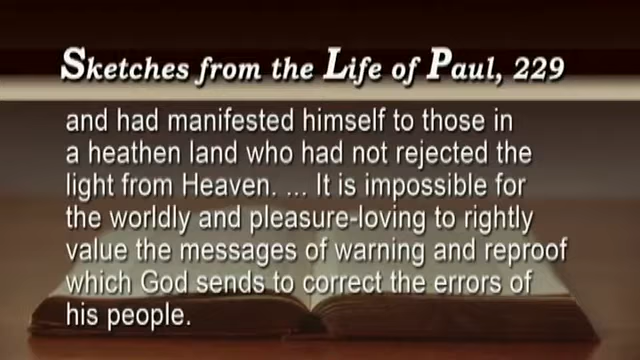 Sketches from the Life of Paul, 229
and had manifested himself to those in
a heathen land who had not rejected the
light from Heaven. ... It is impossible for
the worldly and pleasure-loving to rightly
value the messages of warning and reproof
which God sends to correct the errors of
his people.